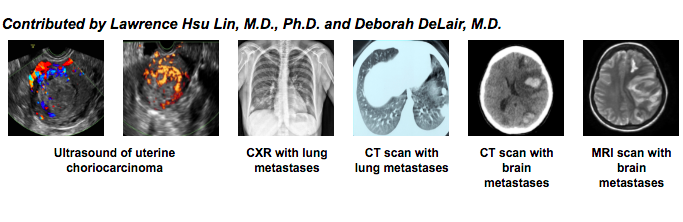 Contributed by Lawrence Hsu Lin, M.D., Ph.D. and Deborah DeLair, M.D.
Ultrasound of uterine
choriocarcinoma
CXR with lung
metastases
CT scan with
lung metastases
CT scan with
brain
metastases
MRI scan with
brain
metastases